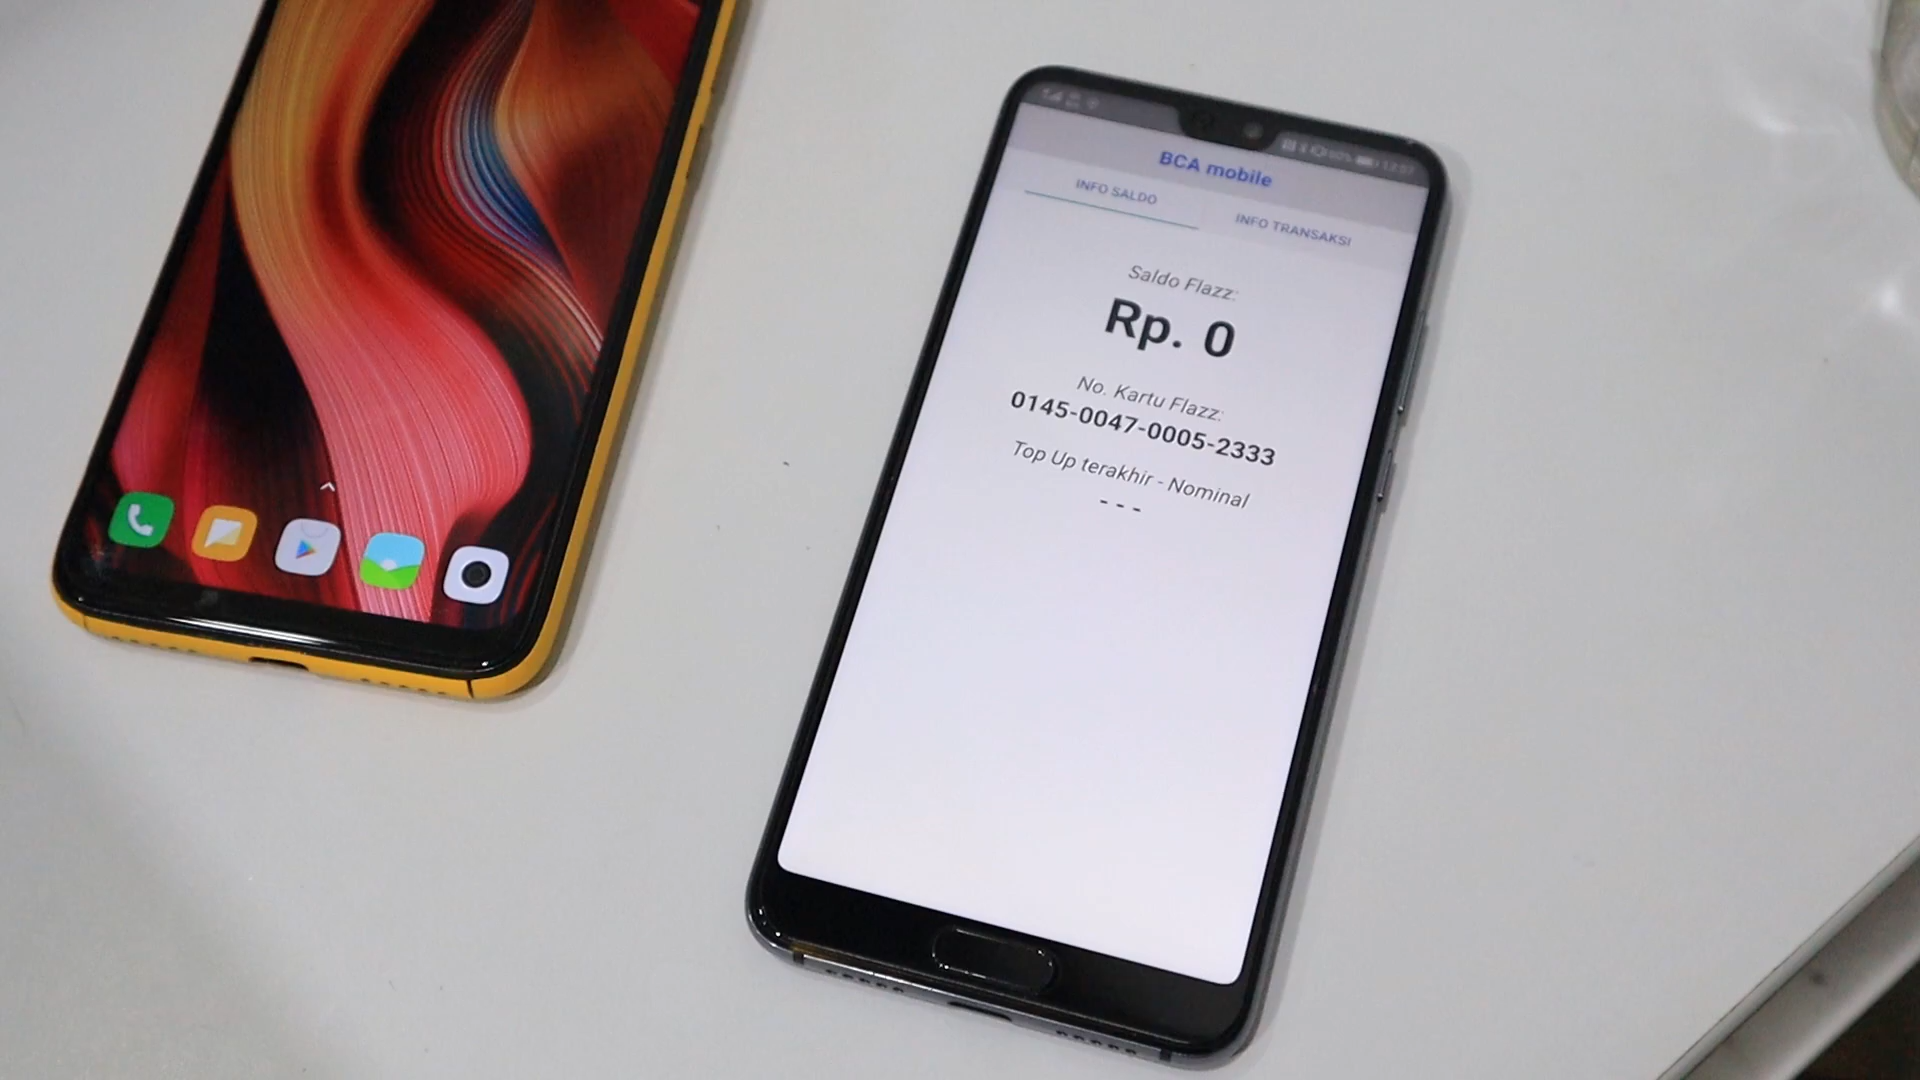 BCA mobile
INFO SALDO
INFO TRANSAKSI
Saldo Flazz:
Rp. 0
No. Kartu Flazz:
0145-0047-0005-2333
Top Up terakhir - Nominal
- - -